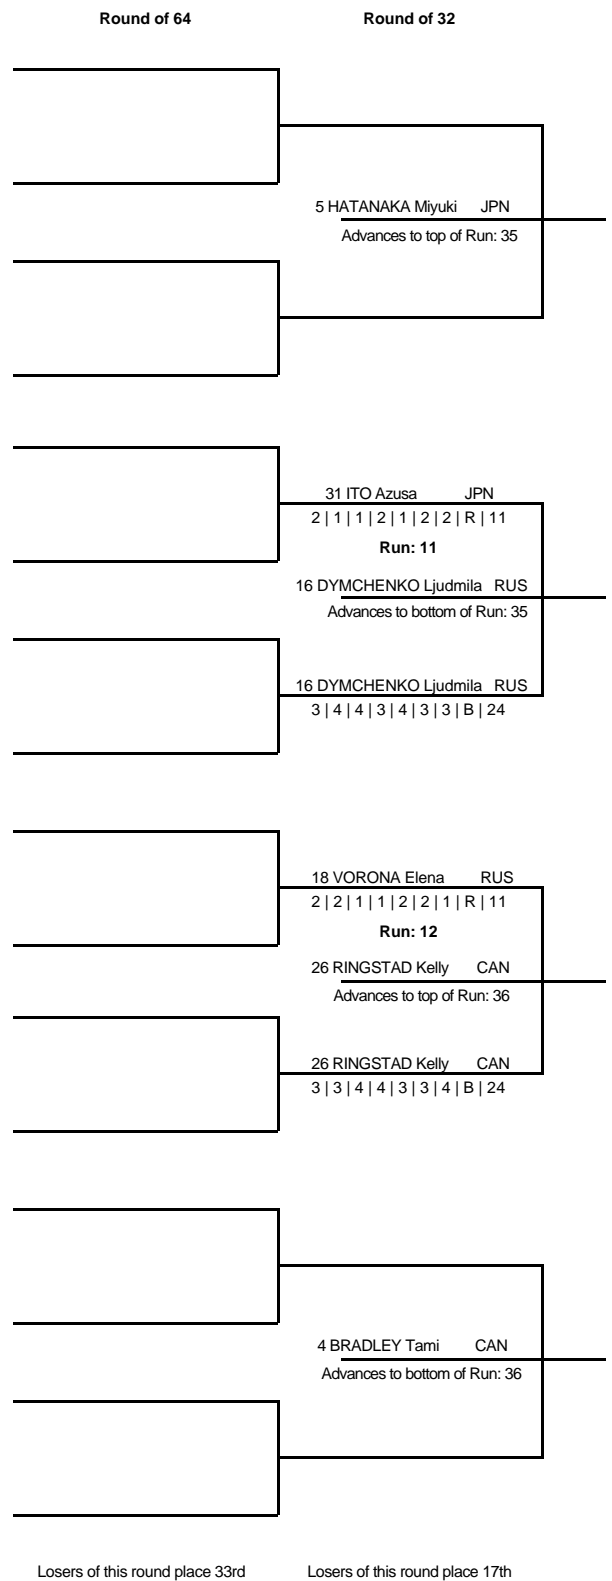 Round of 64 Round of 32
5 HATANAKA Miyuki JPN
Advances to top of Run: 35
31 ITO Azusa JPN
2 | 1 | 1 | 2 | 1 | 2 | 2 | R | 11
Run: 11
16 DYMCHENKO Ljudmila RUS
Advances to bottom of Run: 35
16 DYMCHENKO Ljudmila RUS
3 | 4 | 4 | 3 | 4 | 3 | 3 | B | 24
18 VORONA Elena RUS
2 | 2 | 1 | 1 | 2 | 2 | 1 | R | 11
Run: 12
26 RINGSTAD Kelly CAN
Advances to top of Run: 36
26 RINGSTAD Kelly CAN
3 | 3 | 4 | 4 | 3 | 3 | 4 | B | 24
4 BRADLEY Tami CAN
Advances to bottom of Run: 36
Losers of this round place 33rd Losers of this round place 17th